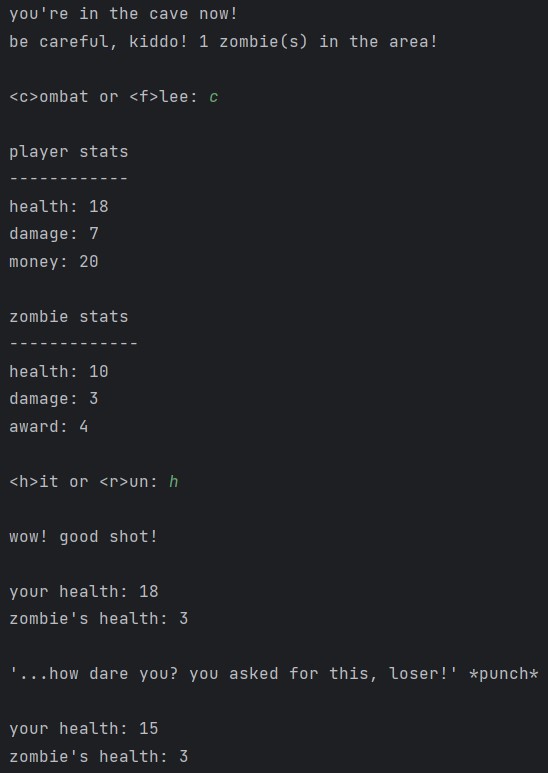 you're in the cave now!
be careful, kiddo! 1 zombie(s) in the area!
<c>ombat or <f>lee: c
player stats
------------
health: 18
damage: 7
money: 20
zombie stats
-------------
health: 10
damage: 3
award: 4
<h>it or <r>un: h
wow! good shot!
your health: 18
zombie's health: 3
'...how dare you? you asked for this, loser!' *punch*
your health: 15
zombie's health: 3